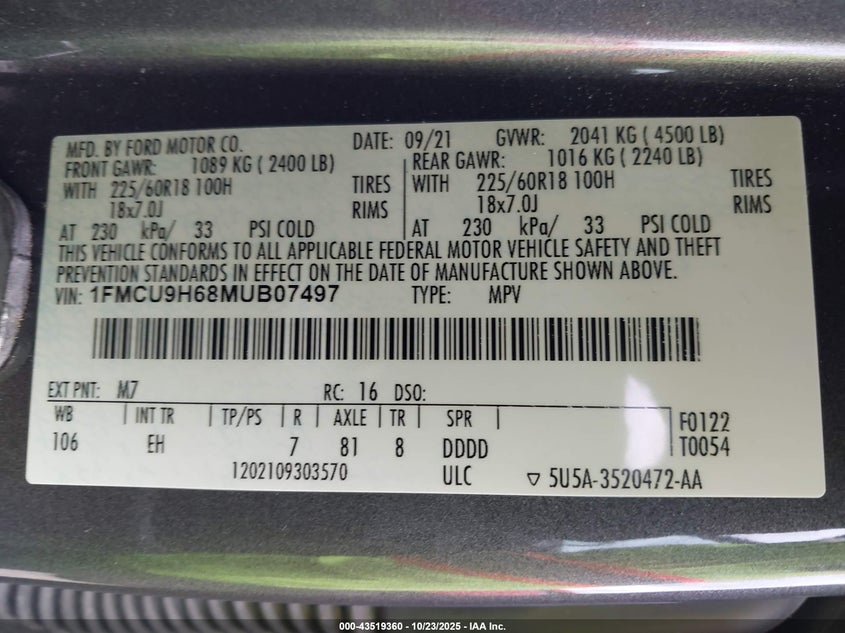 MFD. BY FORD MOTOR CO. DATE: 09/21 GVWR: 2041 KG ( 4500 LB)
FRONT GAWR: 1089 KG ( 2400 LB) REAR GAWR: 1016 KG ( 2240 LB)
WITH 225/60R18 100H TIRES WITH 225/60R18 100H TIRES
18x7.0J RIMS 18x7.0J RIMS
AT 230 kPa/ 33 PSI COLD AT 230 kPa/ 33 PSI COLD
THIS VEHICLE CONFORMS TO ALL APPLICABLE FEDERAL MOTOR VEHICLE SAFETY AND THEFT
PREVENTION STANDARDS IN EFFECT ON THE DATE OF MANUFACTURE SHOWN ABOVE.
VIN: 1FMCU9H68MUB07497 TYPE: MPV
EXT PNT: M7 RC: 16 DSO:
WB INT TR TP/PS R AXLE TR SPR F0122
106 EH 7 81 8 DDDD T0054
1202109303570 ULC ▽ 5U5A-3520472-AA
000-43519360 - 10/23/2025 - IAA Inc.